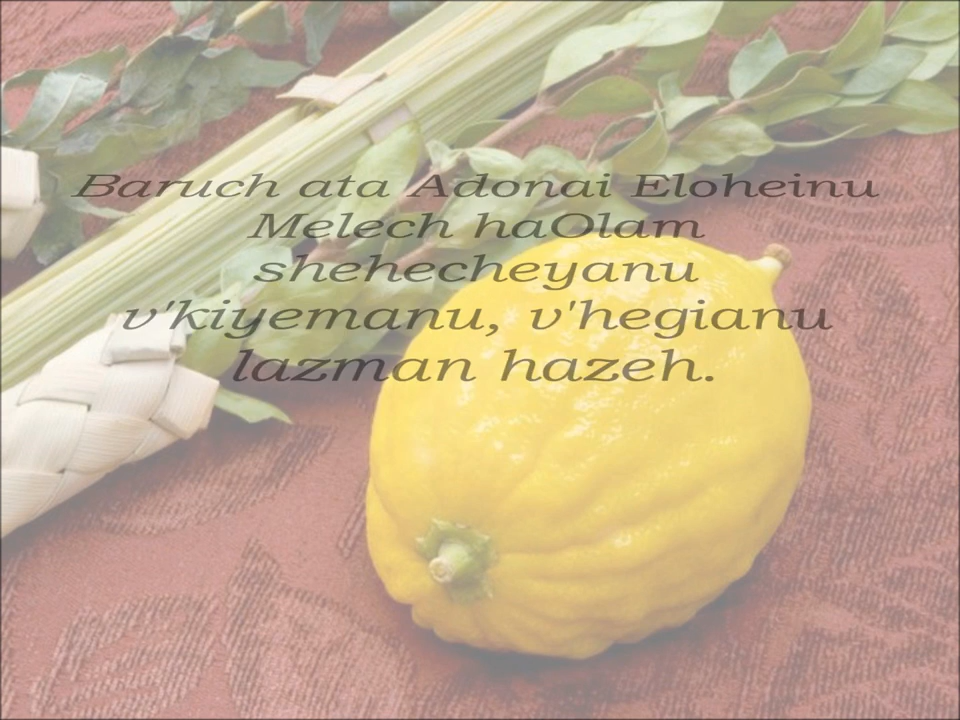 Baruch ata Adonai Eloheinu
Melech haOlam
shehecheyanu
v'kiyemanu, v'hegianu
lazman hazeh.